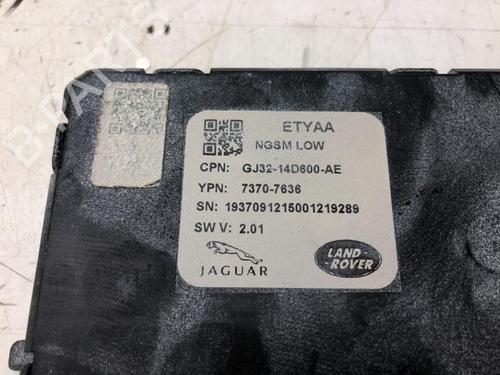 ETYAA
NGSM LOW
CPN: GJ32-14D600-AE
YPN: 7370-7636
SN: 1937091215001219289
SW V: 2.01
JAGUAR
LAND-
-ROVER